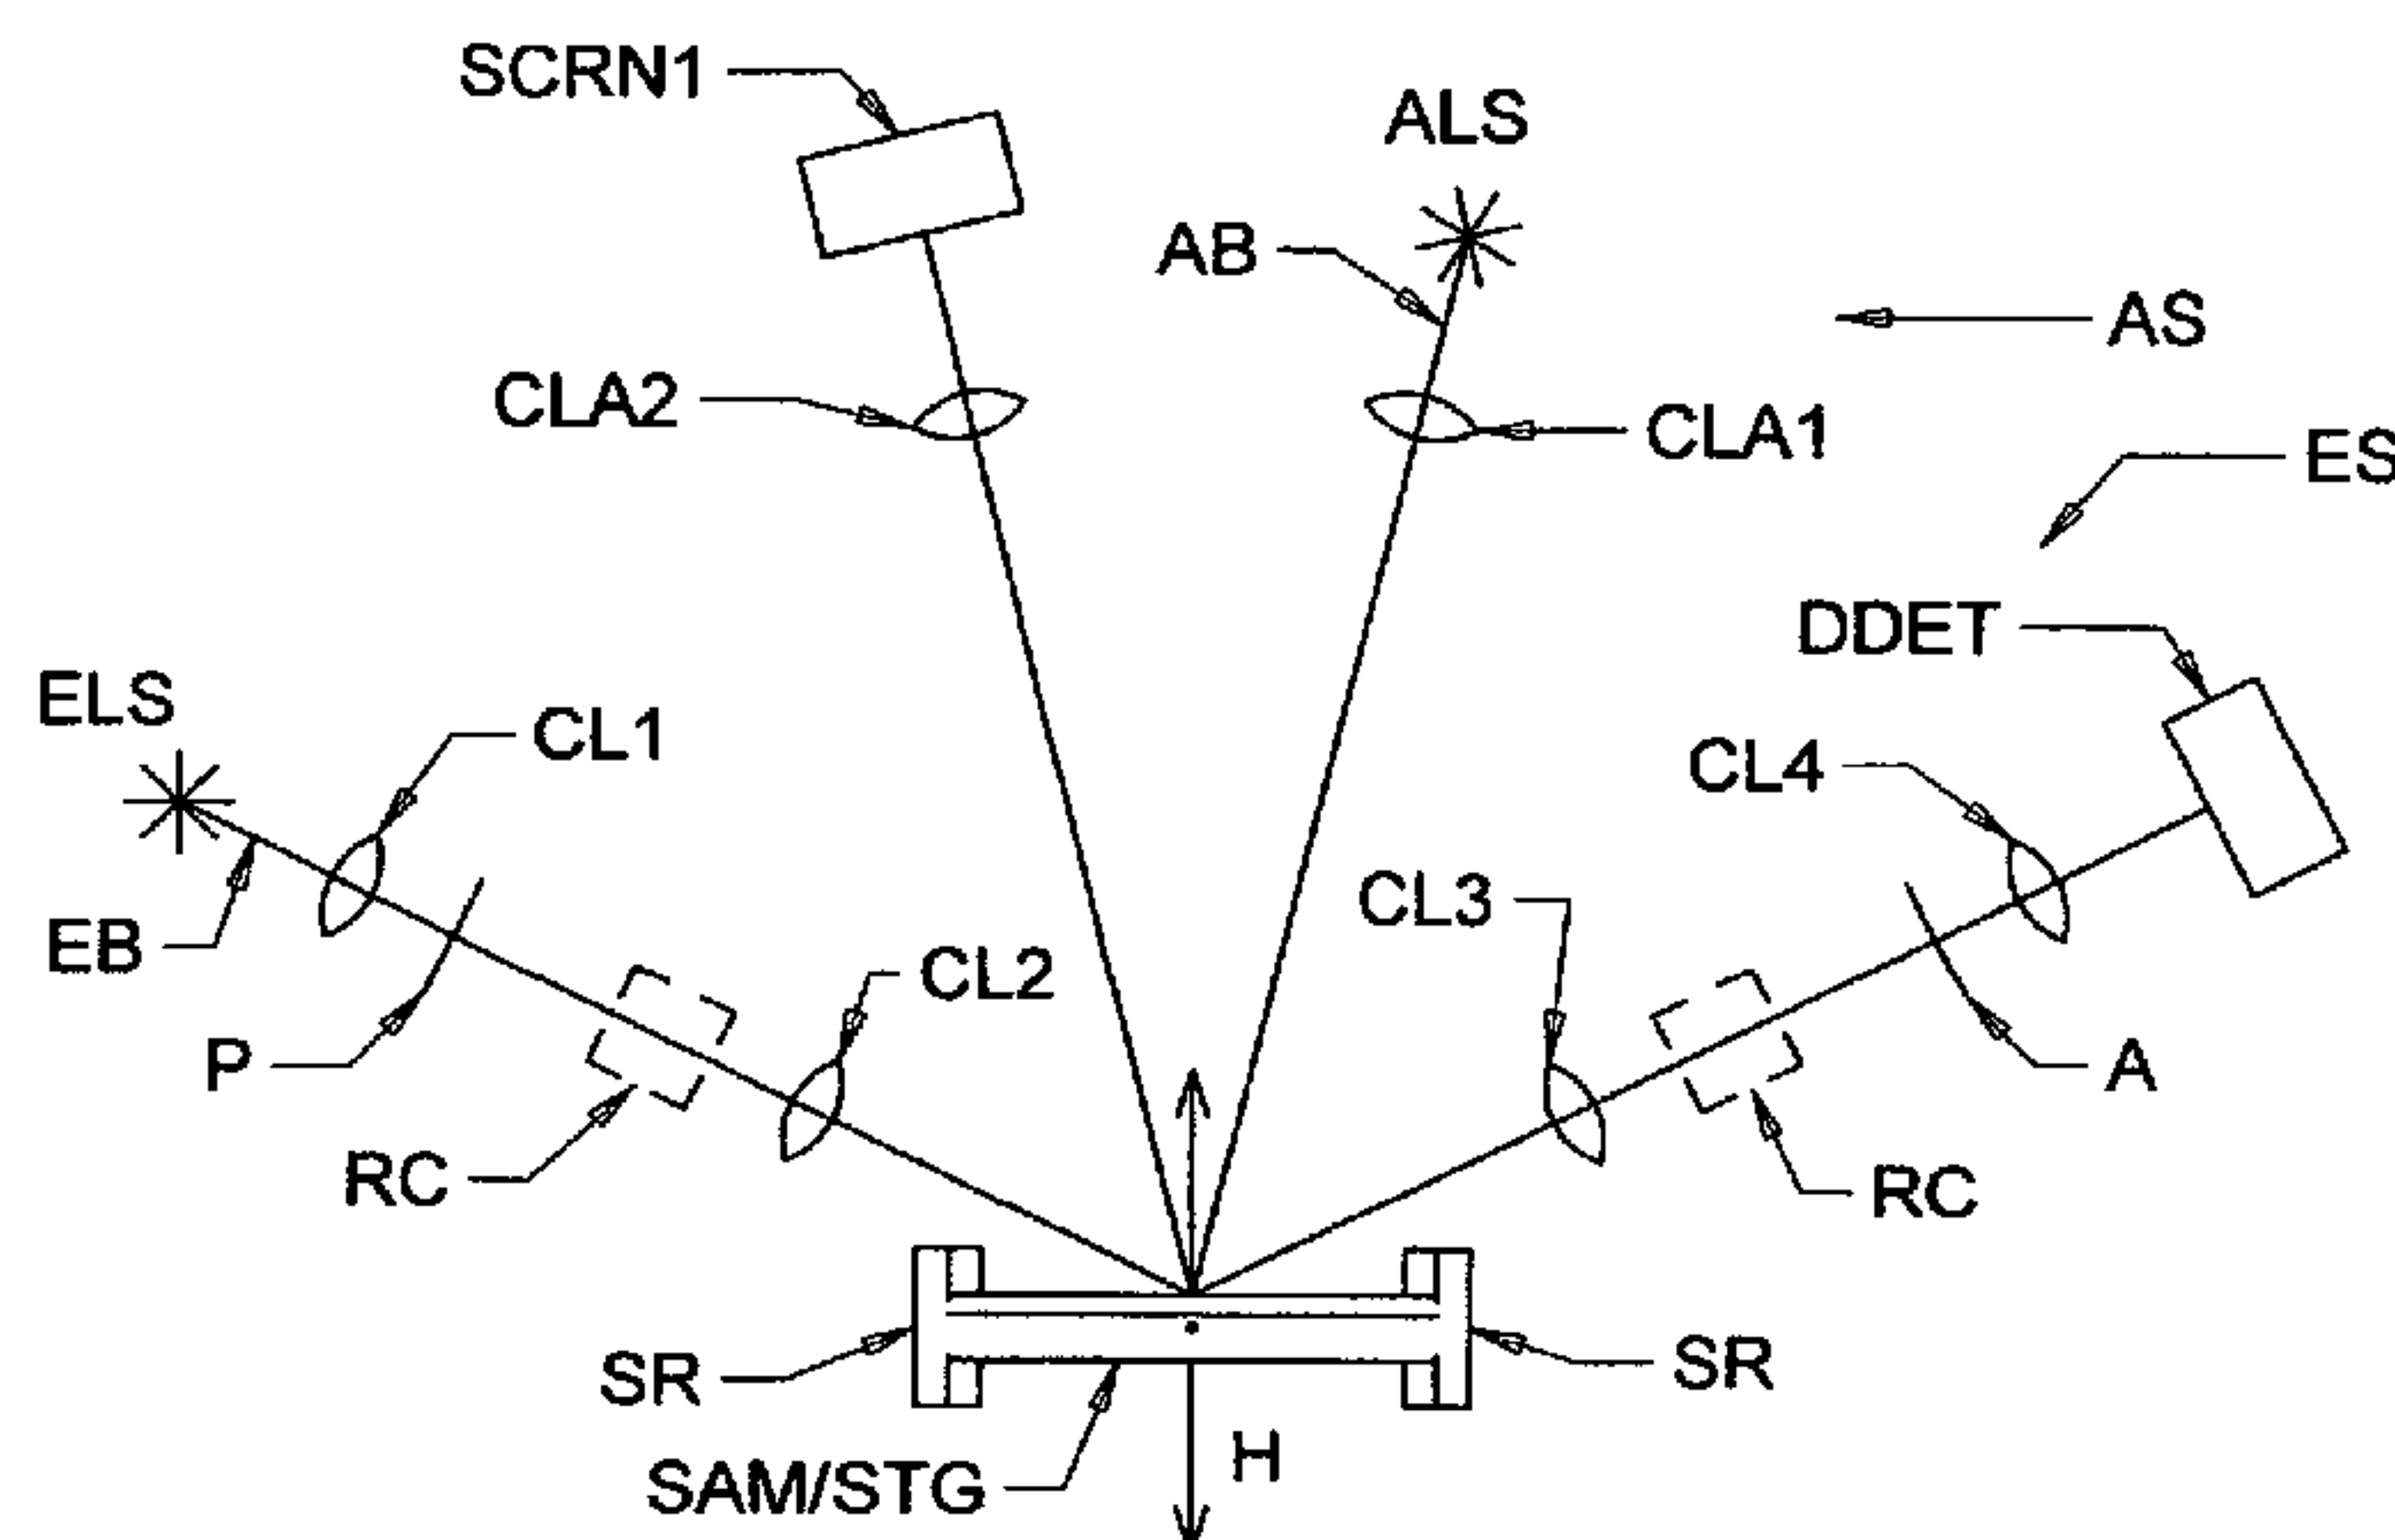 SCRN1
ALS
AB
AS
CLA2
CLA1
ES
DDET
ELS
CL1
CL4
CL3
EB
CL2
P
A
RC
RC
SR
SR
H
SAM/STG